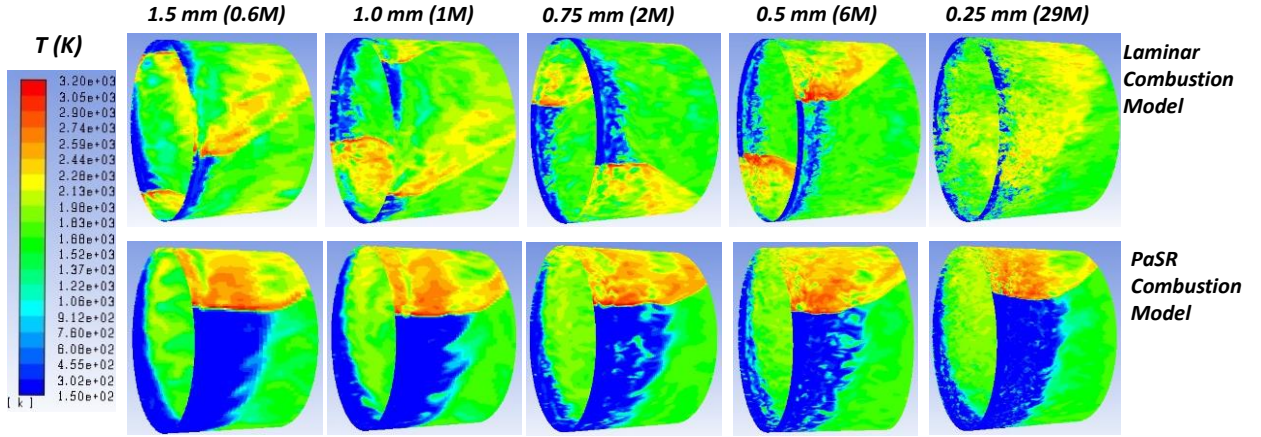 1.5 mm (0.6M) 1.0 mm (1M) 0.75 mm (2M) 0.5 mm (6M) 0.25 mm (29M)
T (K)
3.20e+03
3.05e+03
2.90e+03
2.74e+03
2.59e+03
2.44e+03
2.28e+03
2.13e+03
1.98e+03
1.83e+03
1.68e+03
1.52e+03
1.37e+03
1.22e+03
1.06e+03
9.12e+02
7.60e+02
6.08e+02
4.55e+02
3.02e+02
1.50e+02
[ k ]
Laminar
Combustion
Model
PaSR
Combustion
Model